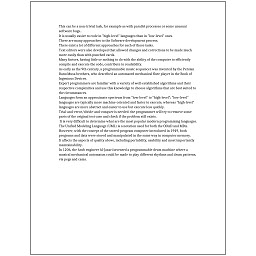 This can be a non-trivial task, for example as with parallel processes or some unusual
software bugs.
It is usually easier to code in "high-level" languages than in "low-level" ones.
There are many approaches to the Software development process.
There exist a lot of different approaches for each of those tasks.
Text editors were also developed that allowed changes and corrections to be made much
more easily than with punched cards.
Many knows, having links or nothing to do with the ability of the computer to efficiently
compile and execute the code, contribute to readability.
As early as the 9th century, a programmable music sequencer was invented by the Persian
Banu Musa brothers, who described an automated mechanical flute player in the Book of
Ingenious Devices.
Expert programmers are familiar with a variety of well-established algorithms and their
respective complexities and use this knowledge to choose algorithms that are best suited to
the circumstances.
Languages form an approximate spectrum from "low-level" to "high-level"; "low-level"
languages are typically more machine-oriented and faster to execute, whereas "high-level"
languages are more abstract and easier to use but execute less quickly.
Trial-and-error/divide-and-conquer is needed: the programmer will try to remove some
parts of the original test case and check if the problem still exists.
It is very difficult to determine what are the most popular modern programming languages.
The Unified Modeling Language (UML) is a notation used for both the OOAD and MDA.
However, with the concept of the stored-program computer introduced in 1949, both
programs and data were stored and manipulated in the same way in computer memory.
It affects the aspects of quality above, including portability, usability and most importantly
maintainability.
In 1206, the Arab engineer Al-Jazari invented a programmable drum machine where a
musical mechanical automaton could be made to play different rhythms and drum patterns,
via pegs and cams.